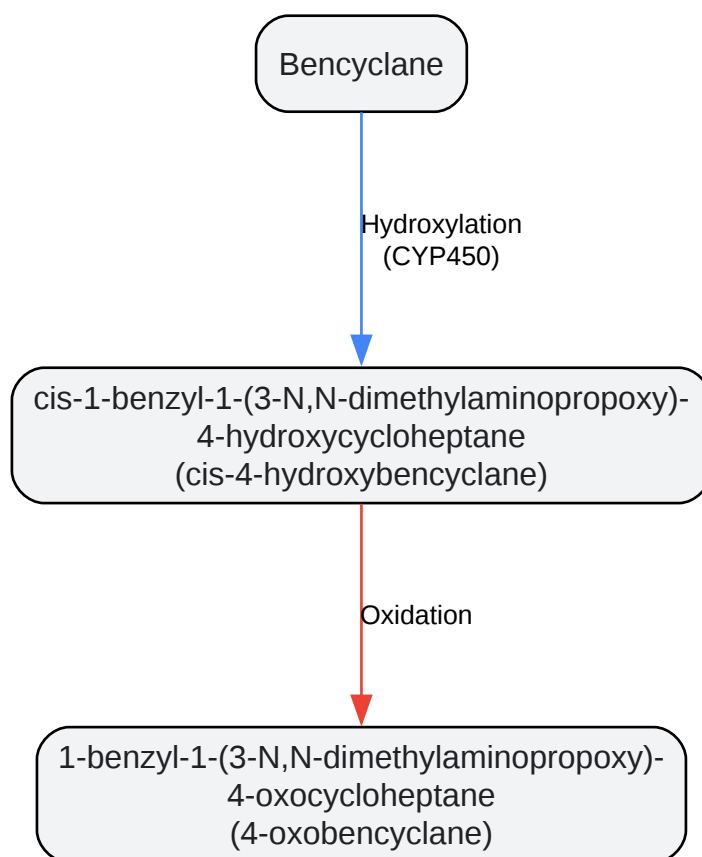 Bencyclane
Hydroxylation
(CYP450)
cis-1-benzyl-1-(3-N,N-dimethylaminopropoxy)-
4-hydroxycycloheptane
(cis-4-hydroxybencyclane)
Oxidation
1-benzyl-1-(3-N,N-dimethylaminopropoxy)-
4-oxocycloheptane
(4-oxobencyclane)